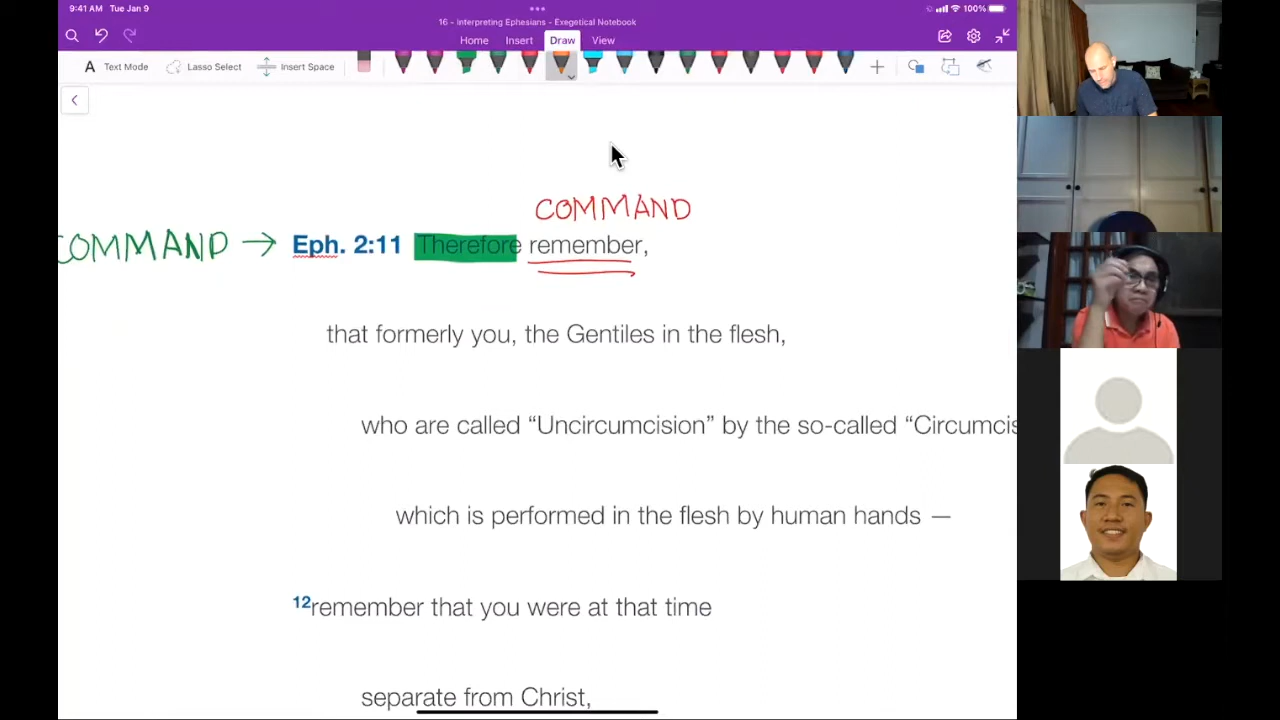 9:41 AM Tue Jan 9
100%
16 - Interpreting Ephesians - Exegetical Notebook
Home Insert Draw View
A Text Mode Lasso Select Insert Space
COMMAND
COMMAND → Eph. 2:11 Therefore remember,
that formerly you, the Gentiles in the flesh,
who are called “Uncircumcision” by the so-called “Circumcis
which is performed in the flesh by human hands —
12remember that you were at that time
separate from Christ,